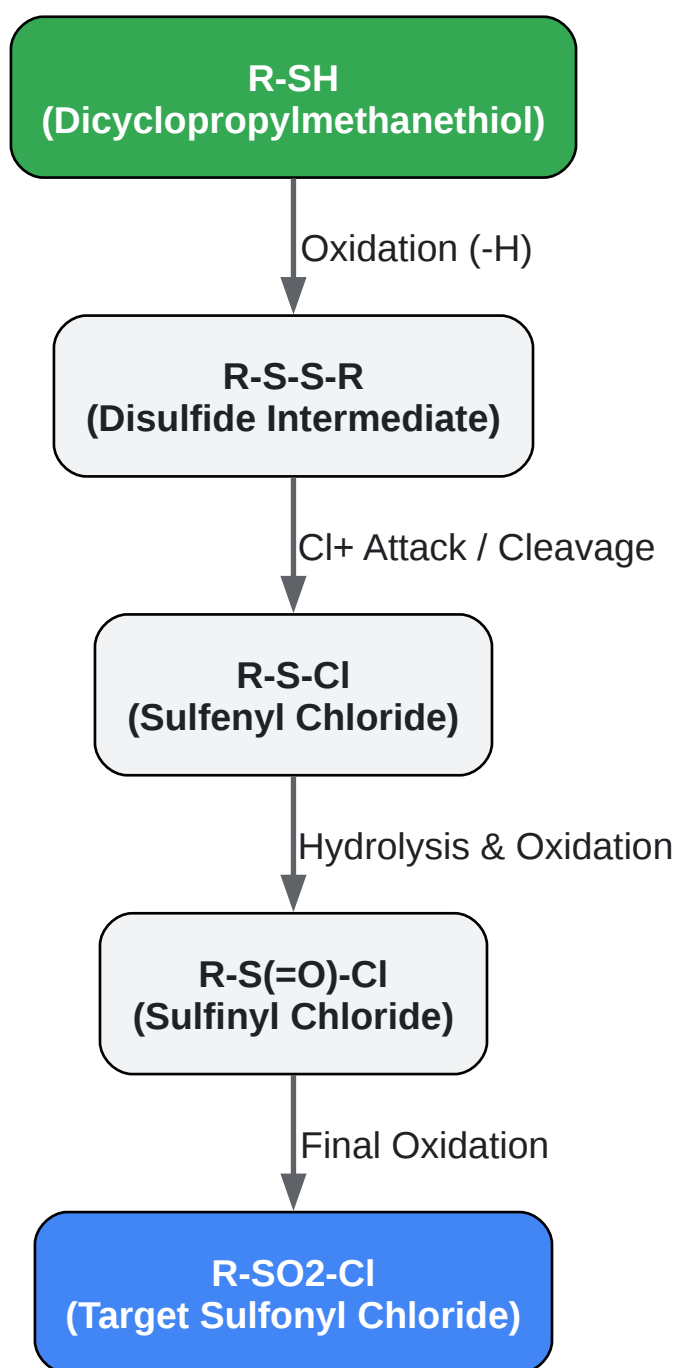 R-SH
(Dicyclopropylmethanethiol)
Oxidation (-H)
R-S-S-R
(Disulfide Intermediate)
Cl+ Attack / Cleavage
R-S-Cl
(Sulfenyl Chloride)
Hydrolysis & Oxidation
R-S(=O)-Cl
(Sulfinyl Chloride)
Final Oxidation
R-SO2-Cl
(Target Sulfonyl Chloride)